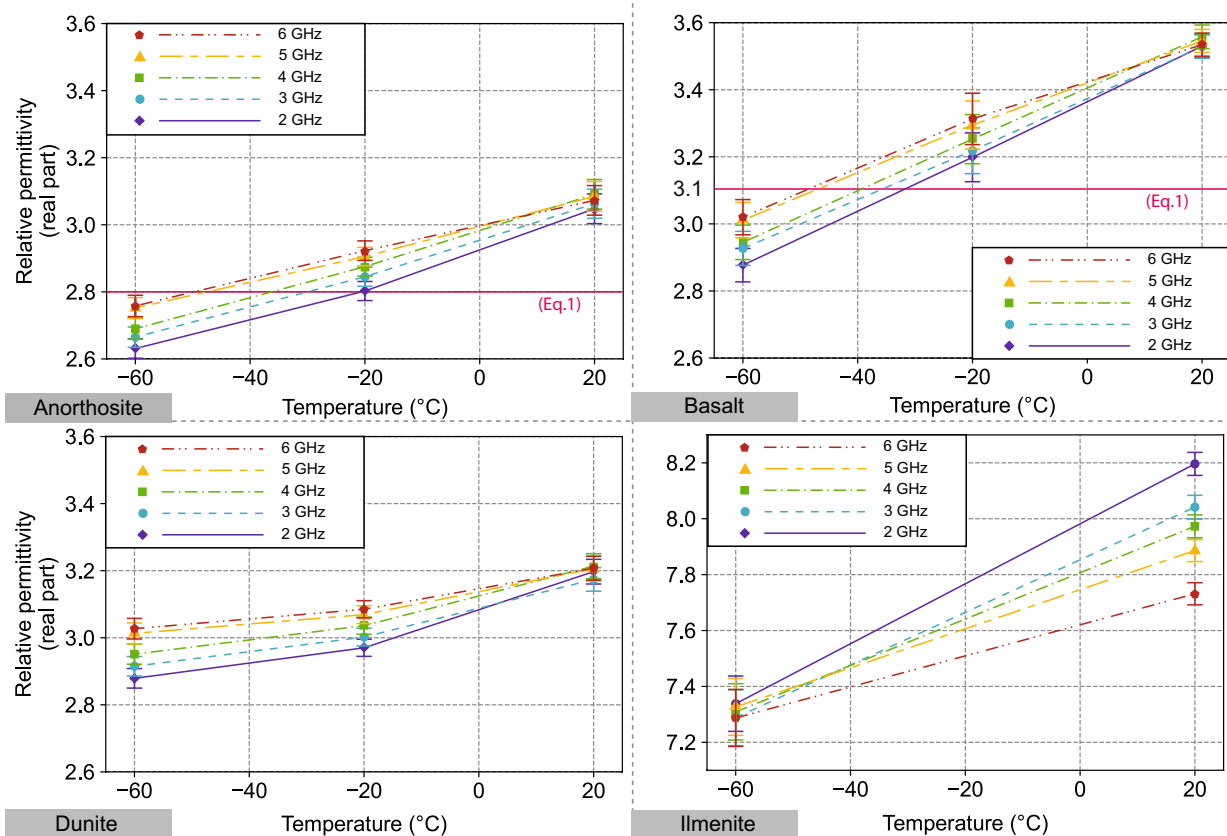 Relative permittivity
(real part)
3.6
3.4
3.2
3.0
2.8
2.6
6 GHz
5 GHz
4 GHz
3 GHz
2 GHz
(Eq.1)
−60
−40
−20
0
20
Anorthosite
Temperature (°C)
3.6
3.4
3.2
3.1
3.0
2.8
2.6
(Eq.1)
6 GHz
5 GHz
4 GHz
3 GHz
2 GHz
−60
−40
−20
0
20
Basalt
Temperature (°C)
Relative permittivity
(real part)
3.6
3.4
3.2
3.0
2.8
2.6
6 GHz
5 GHz
4 GHz
3 GHz
2 GHz
−60
−40
−20
0
20
Dunite
Temperature (°C)
8.2
8.0
7.8
7.6
7.4
7.2
6 GHz
5 GHz
4 GHz
3 GHz
2 GHz
−60
−40
−20
0
20
Ilmenite
Temperature (°C)